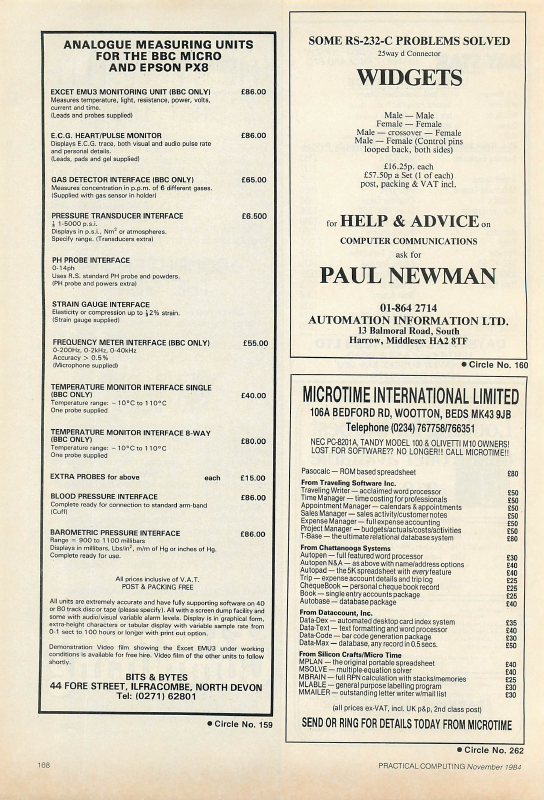 ANALOGUE MEASURING UNITS
FOR THE BBC MICRO
AND EPSON PX8
EXCET EMU3 MONITORING UNIT (BBC ONLY) £86.00
Measures temperature, light, resistance, power, volts,
current and time.
(Leads and probes supplied)
E.C.G. HEART/PULSE MONITOR £86.00
Displays E.C.G. trace, both visual and audio pulse rate
and personal details.
(Leads, pads and gel supplied)
GAS DETECTOR INTERFACE (BBC ONLY) £65.00
Measures concentration in p.p.m. of 6 different gases.
(Supplied with gas sensor in holder)
PRESSURE TRANSDUCER INTERFACE £6.500
1-5000 p.s.i.
Displays in p.s.i., Nm² or atmospheres.
Specify range. (Transducers extra)
PH PROBE INTERFACE
0-14ph
Uses R.S. standard PH probe and powders.
(PH probe and powers extra)
STRAIN GAUGE INTERFACE
Elasticity or compression up to 2% strain.
(Strain gauge supplied)
FREQUENCY METER INTERFACE (BBC ONLY) £55.00
0-200Hz, 0-2kHz, 0-40kHz
Accuracy > 0.5%
(Microphone supplied)
TEMPERATURE MONITOR INTERFACE SINGLE
(BBC ONLY) £40.00
Temperature range: − 10°C to 110°C
One probe supplied
TEMPERATURE MONITOR INTERFACE 8-WAY
(BBC ONLY) £80.00
Temperature range: − 10°C to 110°C
One probe supplied
EXTRA PROBES for above each £15.00
BLOOD PRESSURE INTERFACE £86.00
Complete ready for connection to standard arm-band
(Cuff)
BAROMETRIC PRESSURE INTERFACE £86.00
Range = 900 to 1100 millibars
Displays in millibars, Lbs/in², m/m of Hg or inches of Hg.
Complete ready for use.
All prices inclusive of V.A.T.
POST & PACKING FREE
All units are extremely accurate and have fully supporting software on 40
or 80 track disc or tape (please specify). All with a screen dump facility and
some with audio/visual variable alarm levels. Display is in graphical form,
extra-height characters or tabular display with variable sample rate from
0·1 sect to 100 hours or longer with print out option.
Demonstration Video film showing the Excet EMU3 under working
conditions is available for free hire. Video film of the other units to follow
shortly.
BITS & BYTES
44 FORE STREET, ILFRACOMBE, NORTH DEVON
Tel: (0271) 62801
● Circle No. 159
SOME RS-232-C PROBLEMS SOLVED
25way d Connector
WIDGETS
Male — Male
Female — Female
Male — crossover — Female
Male — Female (Control pins
looped back, both sides)
£16.25p. each
£57.50p a Set (1 of each)
post, packing & VAT incl.
for HELP & ADVICE on
COMPUTER COMMUNICATIONS
ask for
PAUL NEWMAN
01-864 2714
AUTOMATION INFORMATION LTD.
13 Balmoral Road, South
Harrow, Middlesex HA2 8TF
● Circle No. 160
MICROTIME INTERNATIONAL LIMITED
106A BEDFORD RD, WOOTTON, BEDS MK43 9JB
Telephone (0234) 767758/766351
NEC PC-8201A, TANDY MODEL 100 & OLIVETTI M10 OWNERS!
LOST FOR SOFTWARE?? NO LONGER!! CALL MICROTIME!!
Pasocalc — ROM based spreadsheet £80
From Traveling Software Inc.
Traveling Writer — acclaimed word processor £50
Time Manager — time costing for professionals £50
Appointment Manager — calendars & appointments £50
Sales Manager — sales activity/customer notes £50
Expense Manager — full expense accounting £50
Project Manager — budgets/actuals/costs/activities £50
T-Base — the ultimate relational database system £80
From Chattanooga Systems
Autopen — full featured word processor £30
Autopen N&A — as above with name/address options £40
Autopad — the 5K spreadsheet with every feature £40
Trip — expense account details and trip log £25
ChequeBook — personal cheque book record £25
Book — single entry accounts package £25
Autobase — database package £40
From Datacount, Inc.
Data-Dex — automated desktop card index system £35
Data-Text — text formatting and word processor £40
Data-Code — bar code generation package £30
Data-Max — database, any record in 0.5 secs. £50
From Silicon Crafts/Micro Time
MPLAN — the original portable spreadsheet £40
MSOLVE — multiple equation solver £40
MBRAIN — full RPN calculation with stacks/memories £25
MLABLE — general purpose labelling program £30
MMAILER — outstanding letter writer w/mail list £30
(all prices ex-VAT, incl. UK p&p, 2nd class post)
SEND OR RING FOR DETAILS TODAY FROM MICROTIME
● Circle No. 262
168
PRACTICAL COMPUTING November 1984